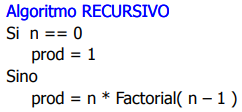 Algoritmo RECURSIVO
Si n == 0
prod = 1
Sino
prod = n * Factorial( n – 1 )